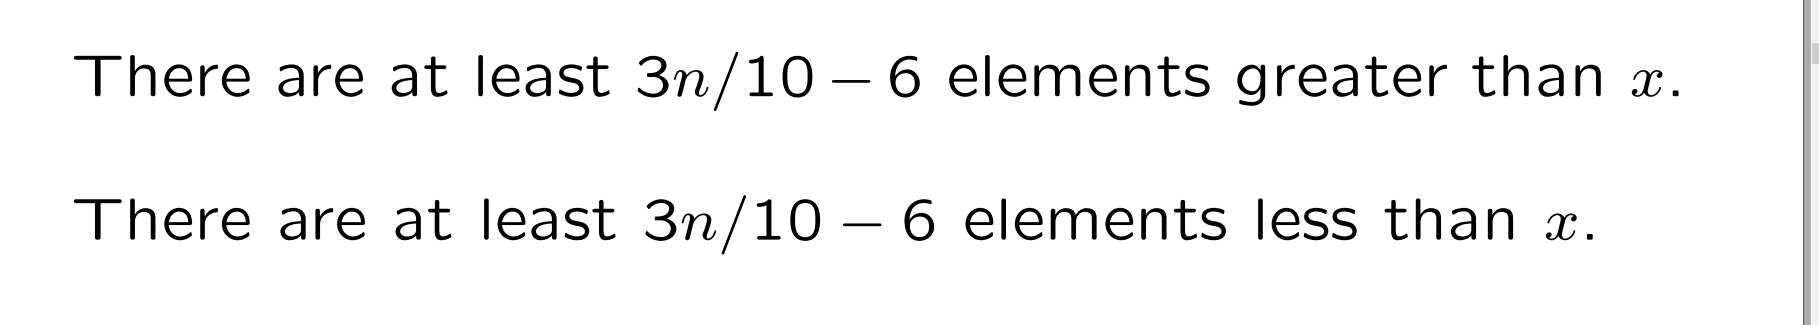 There are at least 3n/10 − 6 elements greater than x.
There are at least 3n/10 − 6 elements less than x.